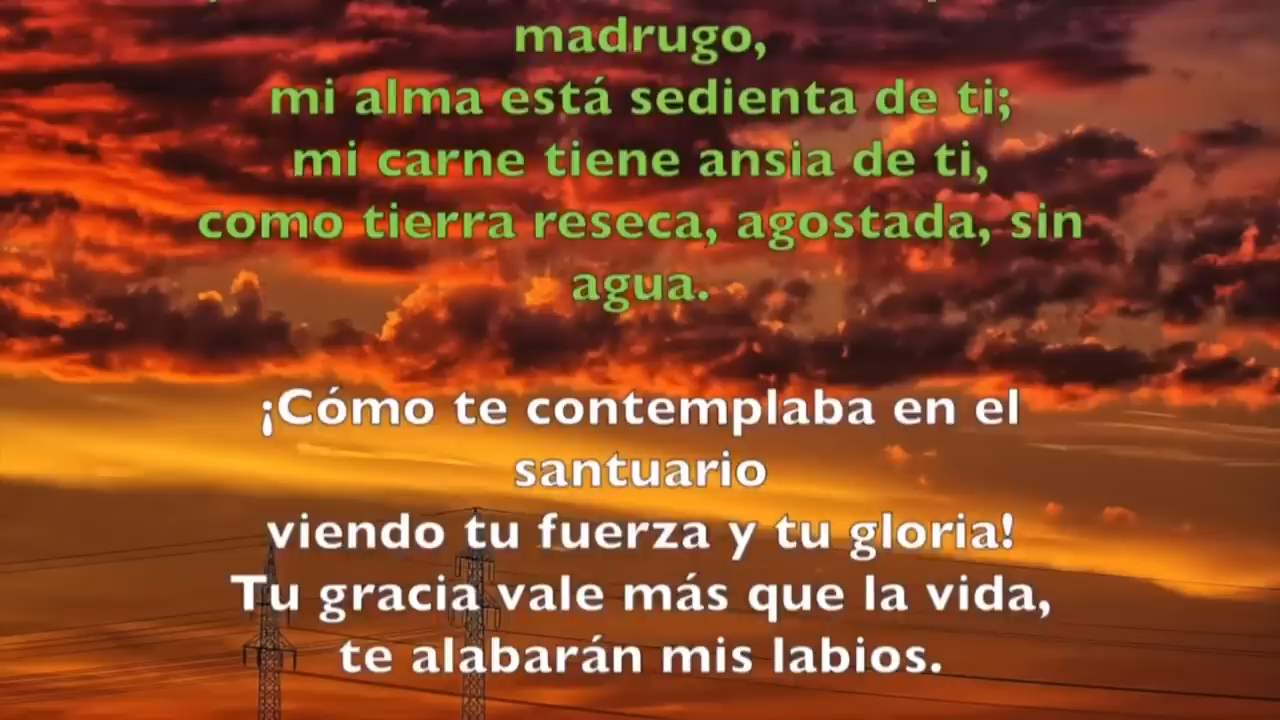 madrugo,
mi alma está sedienta de ti;
mi carne tiene ansia de ti,
como tierra reseca, agostada, sin
agua.
¡Cómo te contemplaba en el
santuario
viendo tu fuerza y tu gloria!
Tu gracia vale más que la vida,
te alabarán mis labios.